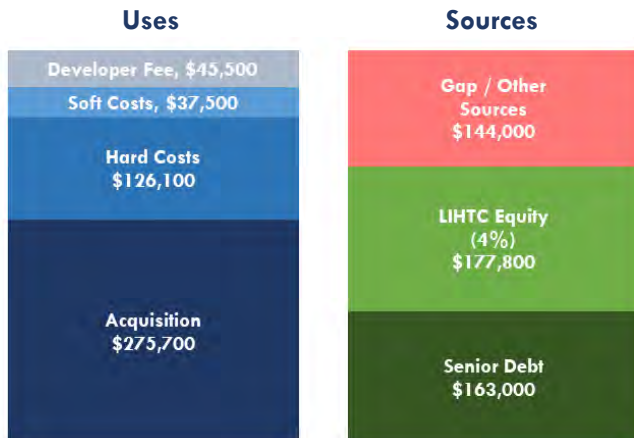 Uses
Developer Fee, $45,500
Soft Costs, $37,500
Hard Costs
$126,100
Acquisition
$275,700
Sources
Gap / Other
Sources
$144,000
LIHTC Equity
(4%)
$177,800
Senior Debt
$163,000